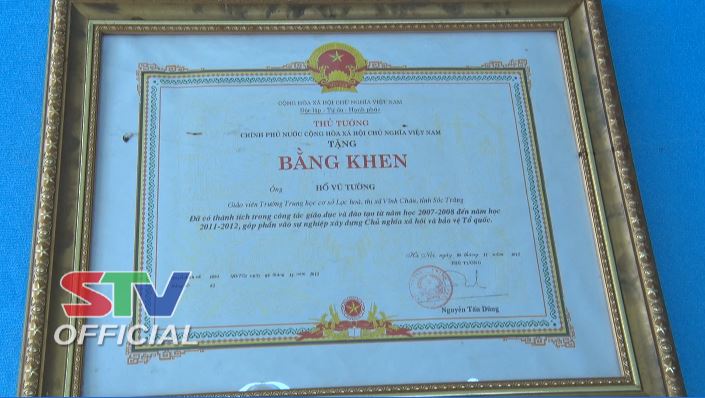 CỘNG HÒA XÃ HỘI CHỦ NGHĨA VIỆT NAM
Độc lập - Tự do - Hạnh phúc
THỦ TƯỚNG
CHÍNH PHỦ NƯỚC CỘNG HÒA XÃ HỘI CHỦ NGHĨA VIỆT NAM
TẶNG
BẰNG KHEN
Ông HỒ VŨ TƯỜNG
Giáo viên Trường Trung học cơ sở Lạc hoà, thị xã Vĩnh Châu, tỉnh Sóc Trăng
Đã có thành tích trong công tác giáo dục và đào tạo từ năm học 2007-2008 đến năm học
2011-2012, góp phần vào sự nghiệp xây dựng Chủ nghĩa xã hội và bảo vệ Tổ quốc.
Hà Nội, ngày tháng 11 năm
THỦ TƯỚNG
Nguyễn Tấn Dũng
STV
OFFICIAL